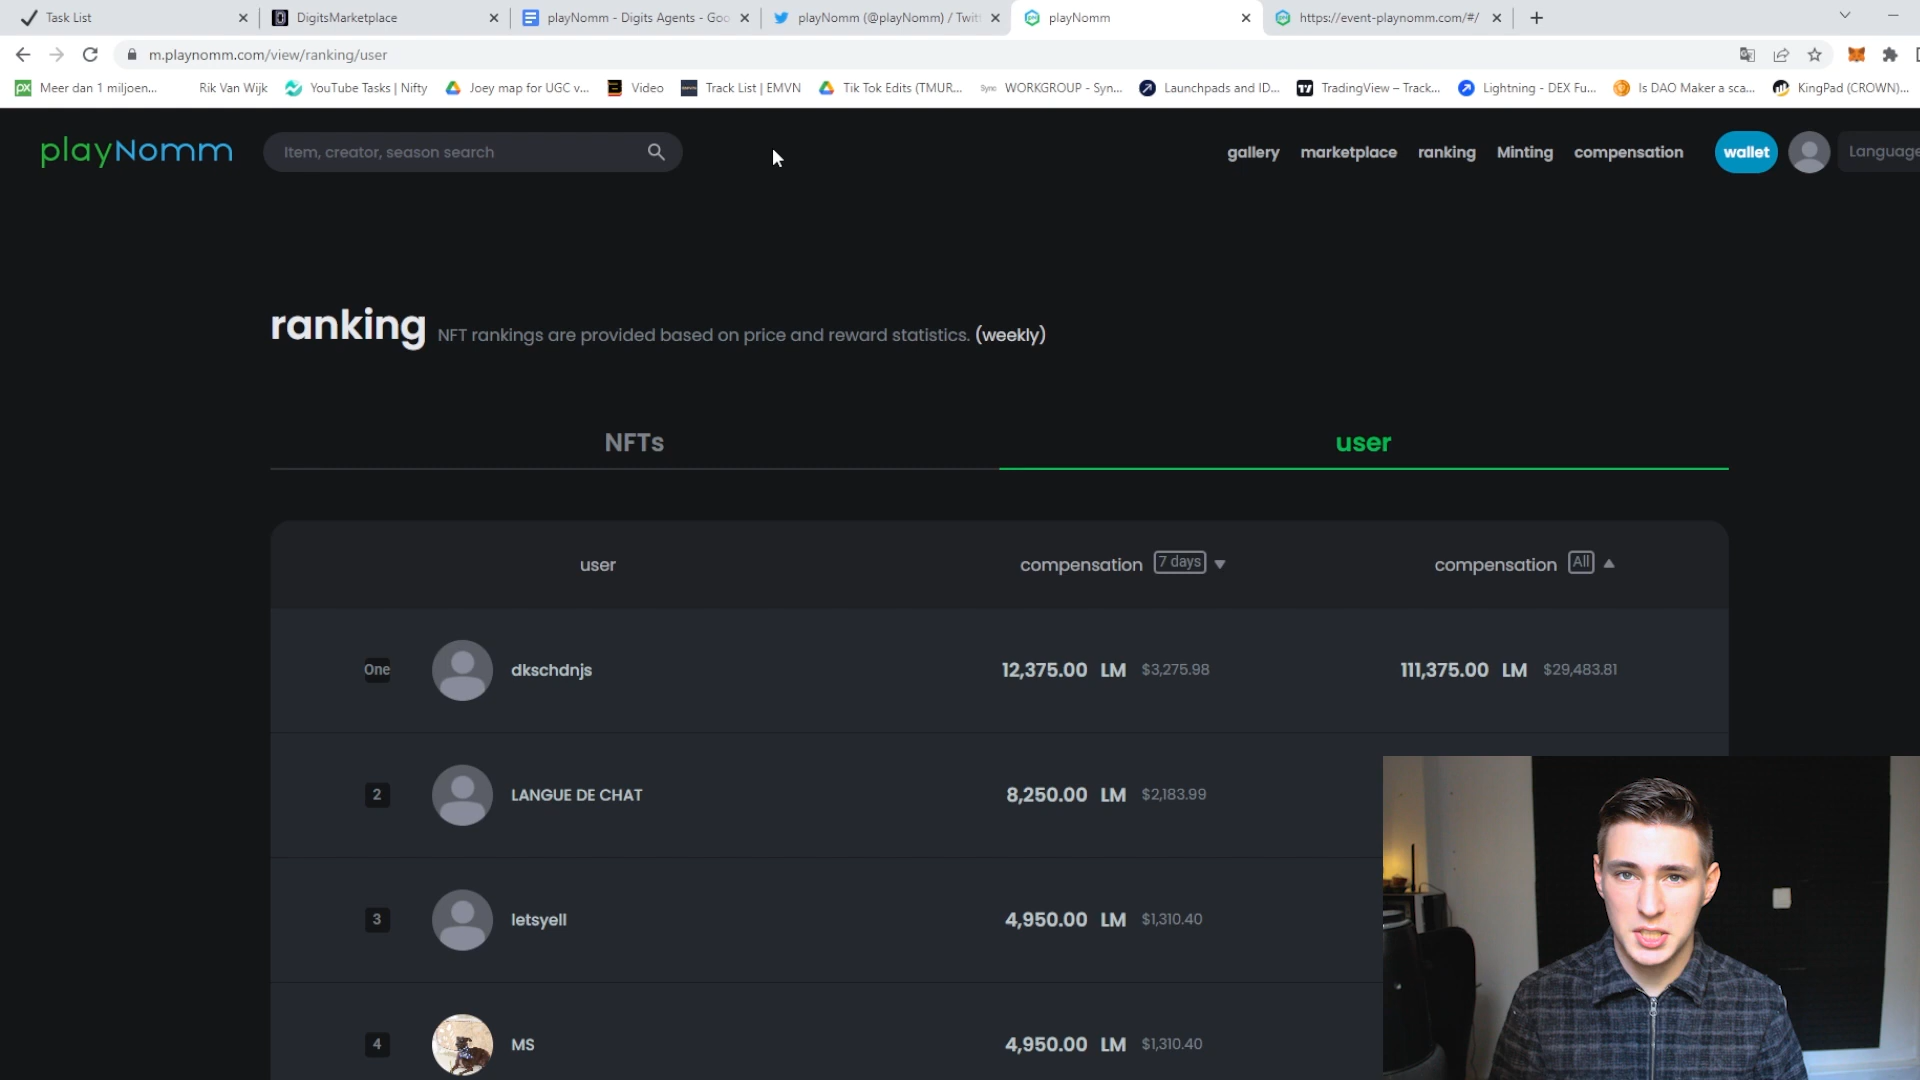 Task List
DigitsMarketplace
playNomm - Digits Agents - Goo
playNomm (@playNomm) / Twit
playNomm
https://event-playnomm.com/#/
m.playnomm.com/view/ranking/user
Meer dan 1 miljoen...
Rik Van Wijk
YouTube Tasks | Nifty
Joey map for UGC v...
Video
Track List | EMVN
Tik Tok Edits (TMUR...
WORKGROUP - Syn...
Launchpads and ID...
TradingView – Track...
Lightning - DEX Fu...
Is DAO Maker a sca...
KingPad (CROWN)...
playNomm
Item, creator, season search
gallery
marketplace
ranking
Minting
compensation
wallet
Language
ranking NFT rankings are provided based on price and reward statistics. (weekly)
NFTs
user
user
compensation 7 days
compensation All
One dkschdnjs 12,375.00 LM $3,275.98 111,375.00 LM $29,483.81
2 LANGUE DE CHAT 8,250.00 LM $2,183.99
3 letsyell 4,950.00 LM $1,310.40
4 MS 4,950.00 LM $1,310.40